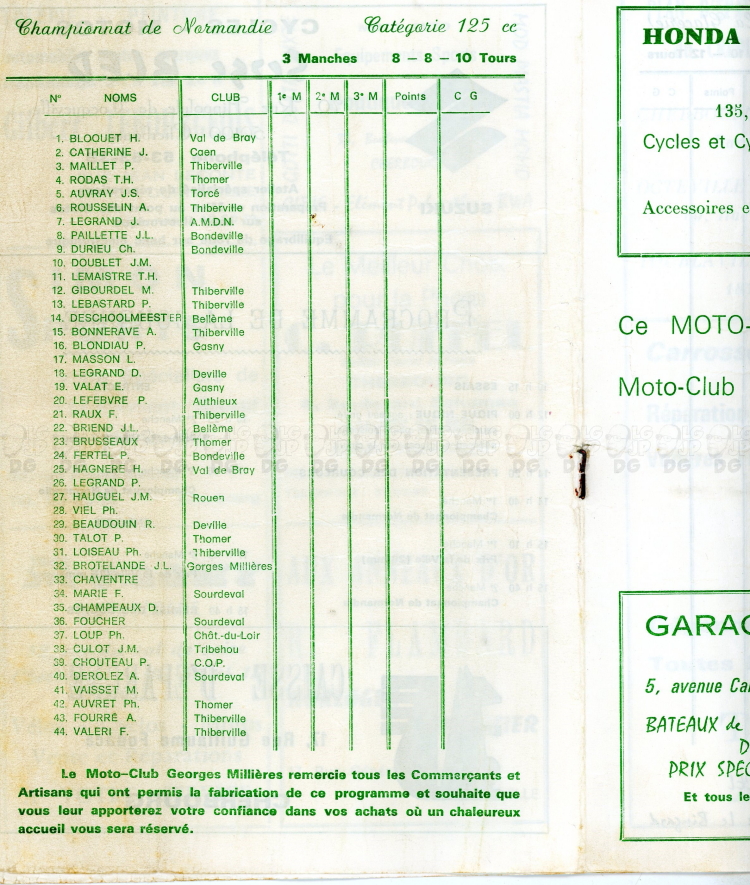 Championnat de Normandie Catégorie 125 cc
3 Manches 8 – 8 – 10 Tours
N° NOMS CLUB 1e M 2e M 3e M Points C G
1. BLOQUET H. Val de Bray
2. CATHERINE J. Caen
3. MAILLET P. Thiberville
4. RODAS T.H. Thomer
5. AUVRAY J.S. Torcé
6. ROUSSELIN A. Thiberville
7. LEGRAND J. A.M.D.N.
8. PAILLETTE J.L. Bondeville
9. DURIEU Ch. Bondeville
10. DOUBLET J.M.
11. LEMAISTRE T.H.
12. GIBOURDEL M. Thiberville
13. LEBASTARD P. Thiberville
14. DESCHOOLMEESTER Bellème
15. BONNERAVE A. Thiberville
16. BLONDIAU P. Gasny
17. MASSON L.
18. LEGRAND D. Deville
19. VALAT E. Gasny
20. LEFEBVRE P. Authieux
21. RAUX F. Thiberville
22. BRIEND J.L. Bellème
23. BRUSSEAUX Thomer
24. FERTEL P. Bondeville
25. HAGNERE H. Val de Bray
26. LEGRAND P.
27. HAUGUEL J.M. Rouen
28. VIEL Ph.
29. BEAUDOUIN R. Deville
30. TALOT P. Thomer
31. LOISEAU Ph. Thiberville
32. BROTELANDE J.L. Gorges Millières
33. CHAVENTRE
34. MARIE F. Sourdeval
35. CHAMPEAUX D.
36. FOUCHER Sourdeval
37. LOUP Ph. Chât.-du-Loir
38. CULOT J.M. Tribehou
39. CHOUTEAU P. C.O.P.
40. DEROLEZ A. Sourdeval
41. VAISSET M.
42. AUVRET Ph. Thomer
43. FOURRÉ A. Thiberville
44. VALERI F. Thiberville
Le Moto–Club Georges Millières remercie tous les Commerçants et
Artisans qui ont permis la fabrication de ce programme et souhaite que
vous leur apporterez votre confiance dans vos achats où un chaleureux
accueil vous sera réservé.
HONDA
135,
Cycles et Cy
Accessoires e
Ce MOTO-
Moto-Club
GARAG
5, avenue Ca
BATEAUX de
D
PRIX SPEC
Et tous le